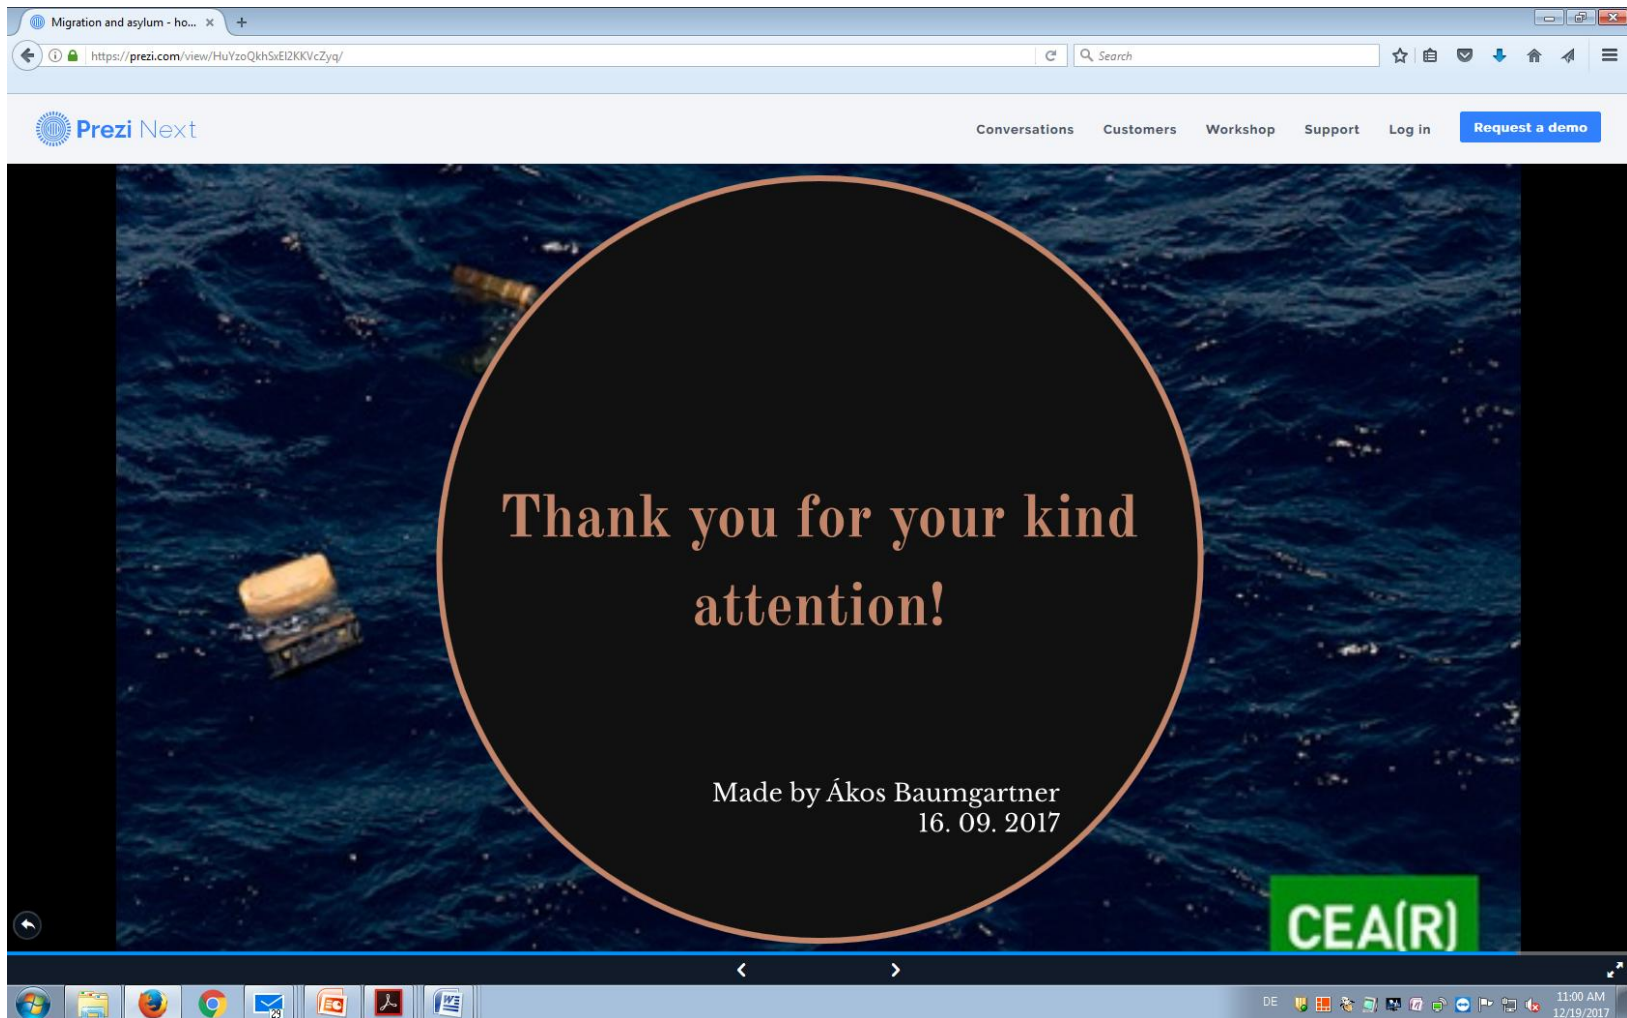 Migration and asylum - ho...
https://prezi.com/view/HuYzoQkhSxEl2KKVcZyq/
Search
Prezi Next
Conversations
Customers
Workshop
Support
Log in
Request a demo
Thank you for your kind
attention!
Made by Ákos Baumgartner
16. 09. 2017
CEA(R)
DE
11:00 AM
12/19/2017